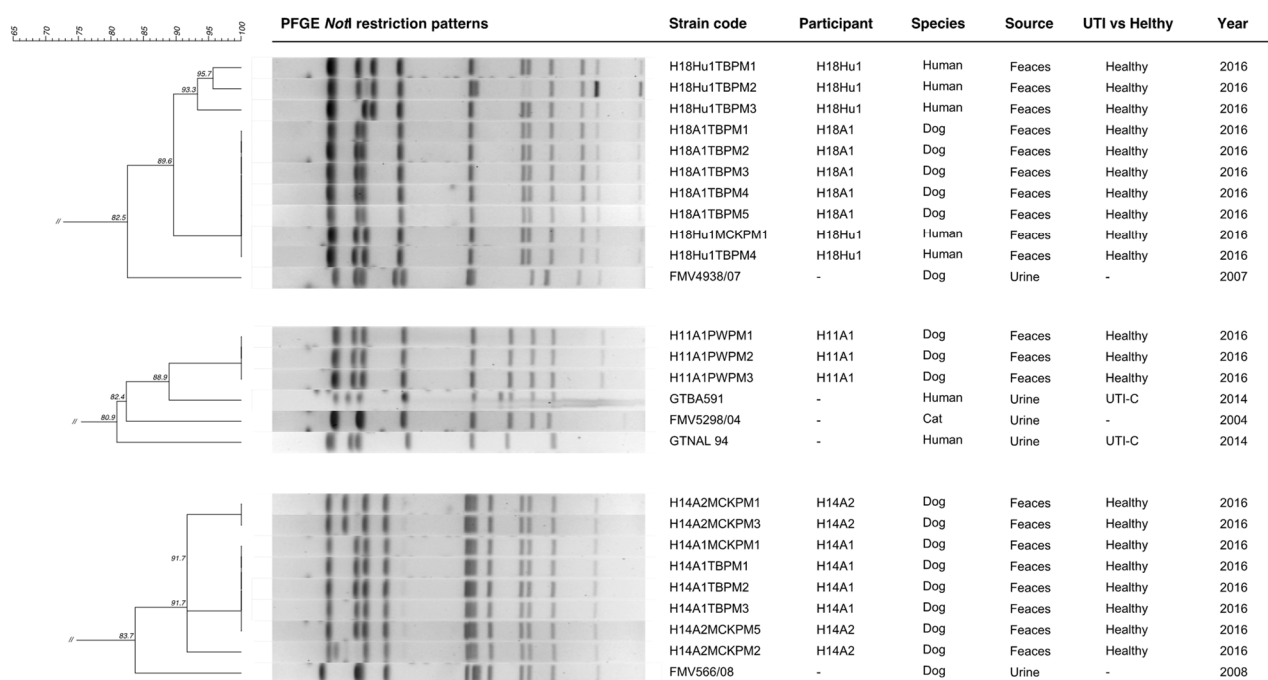 65 70 75 80 85 90 95 100 PFGE NotI restriction patterns Strain code Participant Species Source UTI vs Helthy Year
95.7 H18Hu1TBPM1 H18Hu1 Human Feaces Healthy 2016
93.3 H18Hu1TBPM2 H18Hu1 Human Feaces Healthy 2016
H18Hu1TBPM3 H18Hu1 Human Feaces Healthy 2016
H18A1TBPM1 H18A1 Dog Feaces Healthy 2016
H18A1TBPM2 H18A1 Dog Feaces Healthy 2016
89.6 H18A1TBPM3 H18A1 Dog Feaces Healthy 2016
H18A1TBPM4 H18A1 Dog Feaces Healthy 2016
// 82.5 H18A1TBPM5 H18A1 Dog Feaces Healthy 2016
H18Hu1MCKPM1 H18Hu1 Human Feaces Healthy 2016
H18Hu1TBPM4 H18Hu1 Human Feaces Healthy 2016
FMV4938/07 - Dog Urine - 2007
H11A1PWPM1 H11A1 Dog Feaces Healthy 2016
H11A1PWPM2 H11A1 Dog Feaces Healthy 2016
88.9 H11A1PWPM3 H11A1 Dog Feaces Healthy 2016
82.4 GTBA591 - Human Urine UTI-C 2014
// 80.9 FMV5298/04 - Cat Urine - 2004
GTNAL 94 - Human Urine UTI-C 2014
H14A2MCKPM1 H14A2 Dog Feaces Healthy 2016
H14A2MCKPM3 H14A2 Dog Feaces Healthy 2016
91.7 H14A1MCKPM1 H14A1 Dog Feaces Healthy 2016
H14A1TBPM1 H14A1 Dog Feaces Healthy 2016
H14A1TBPM2 H14A1 Dog Feaces Healthy 2016
91.7 H14A1TBPM3 H14A1 Dog Feaces Healthy 2016
// 83.7 H14A2MCKPM5 H14A2 Dog Feaces Healthy 2016
H14A2MCKPM2 H14A2 Dog Feaces Healthy 2016
FMV566/08 - Dog Urine - 2008